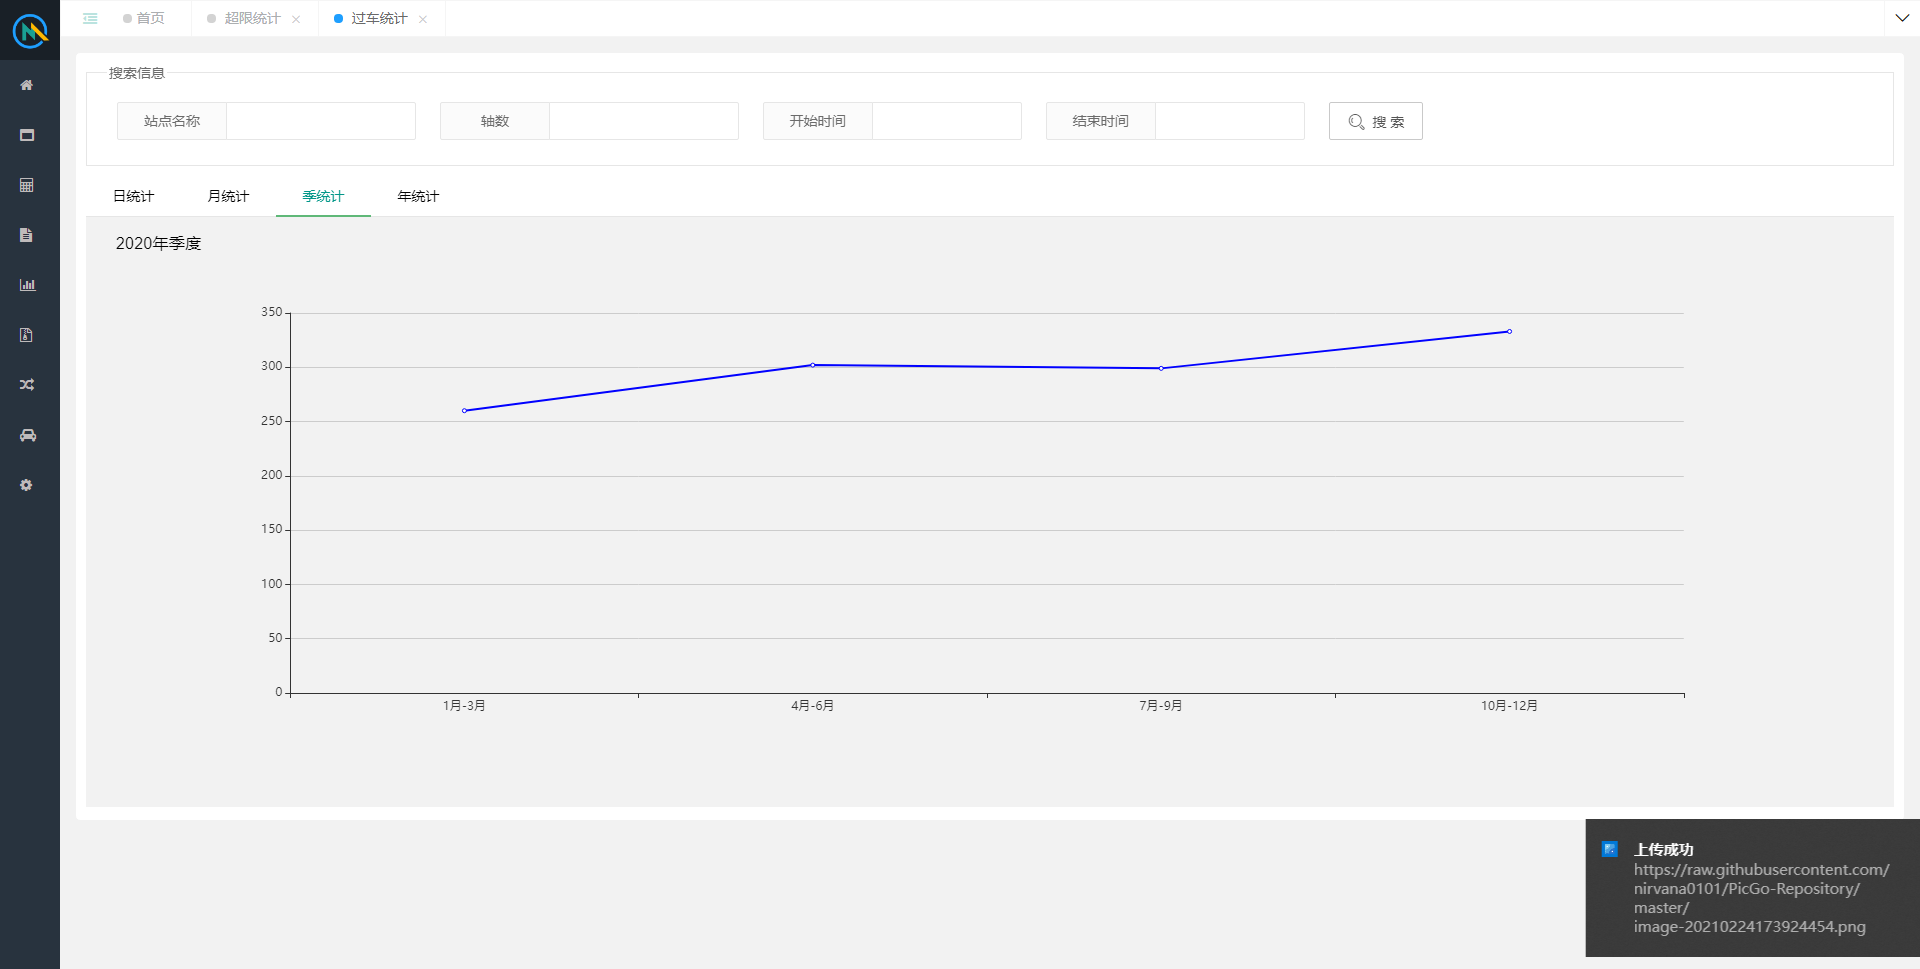 首页
超限统计
过车统计
搜索信息
站点名称
轴数
开始时间
结束时间
搜 索
日统计
月统计
季统计
年统计
2020年季度
350
300
250
200
150
100
50
0
1月-3月
4月-6月
7月-9月
10月-12月
上传成功
https://raw.githubusercontent.com/
nirvana0101/PicGo-Repository/
master/
image-20210224173924454.png